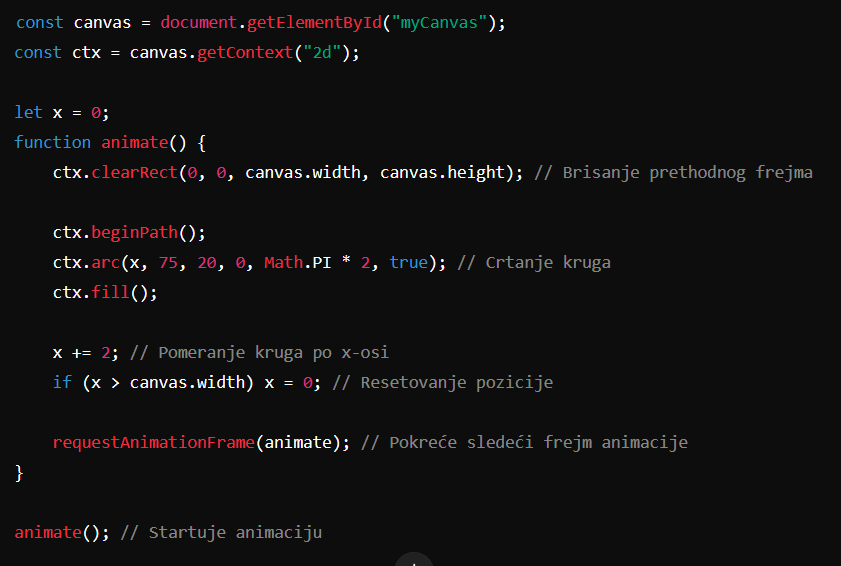 const canvas = document.getElementById("myCanvas");
const ctx = canvas.getContext("2d");

let x = 0;
function animate() {
    ctx.clearRect(0, 0, canvas.width, canvas.height); // Brisanje prethodnog frejma

    ctx.beginPath();
    ctx.arc(x, 75, 20, 0, Math.PI * 2, true); // Crtanje kruga
    ctx.fill();

    x += 2; // Pomeranje kruga po x-osi
    if (x > canvas.width) x = 0; // Resetovanje pozicije

    requestAnimationFrame(animate); // Pokreće sledeći frejm animacije
}

animate(); // Startuje animaciju